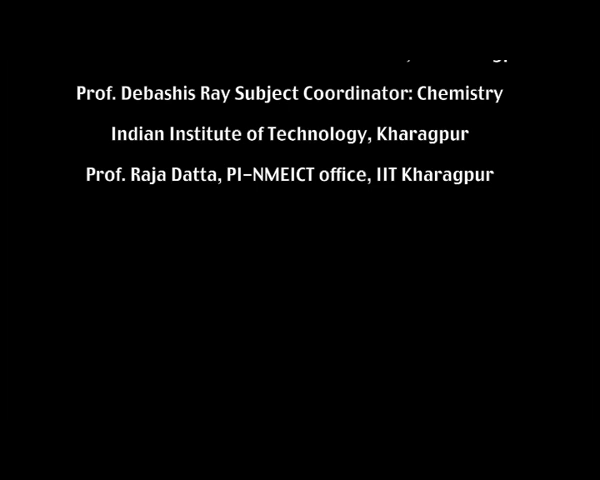 Prof. Debashis Ray Subject Coordinator: Chemistry
Indian Institute of Technology, Kharagpur
Prof. Raja Datta, PI-NMEICT office, IIT Kharagpur